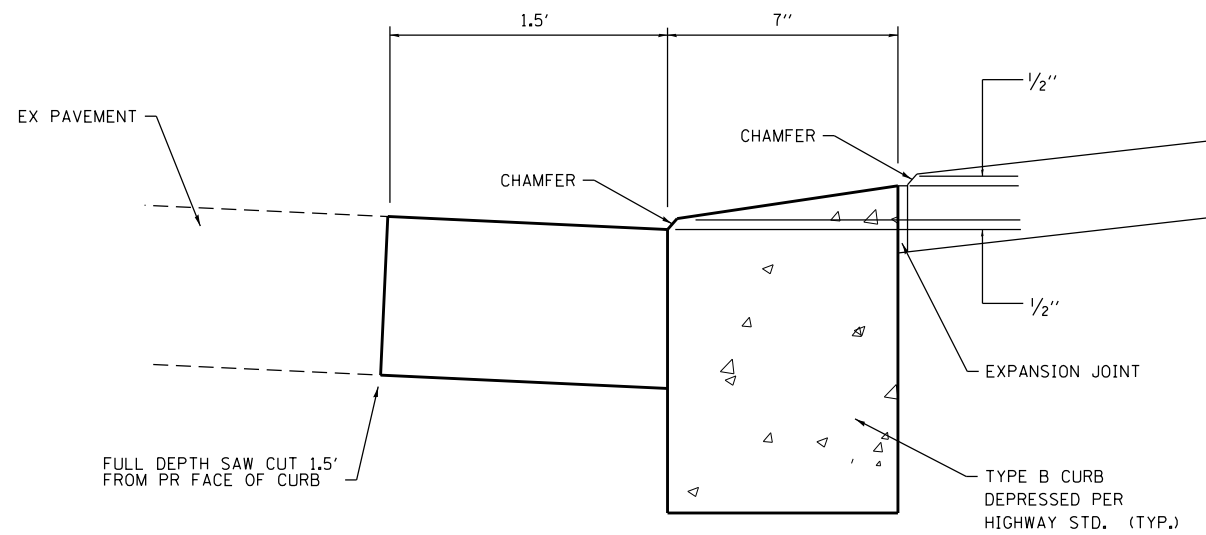 1.5'
7''
1/2''
EX PAVEMENT
CHAMFER
CHAMFER
1/2''
EXPANSION JOINT
FULL DEPTH SAW CUT 1.5'
FROM PR FACE OF CURB
TYPE B CURB
DEPRESSED PER
HIGHWAY STD. (TYP.)